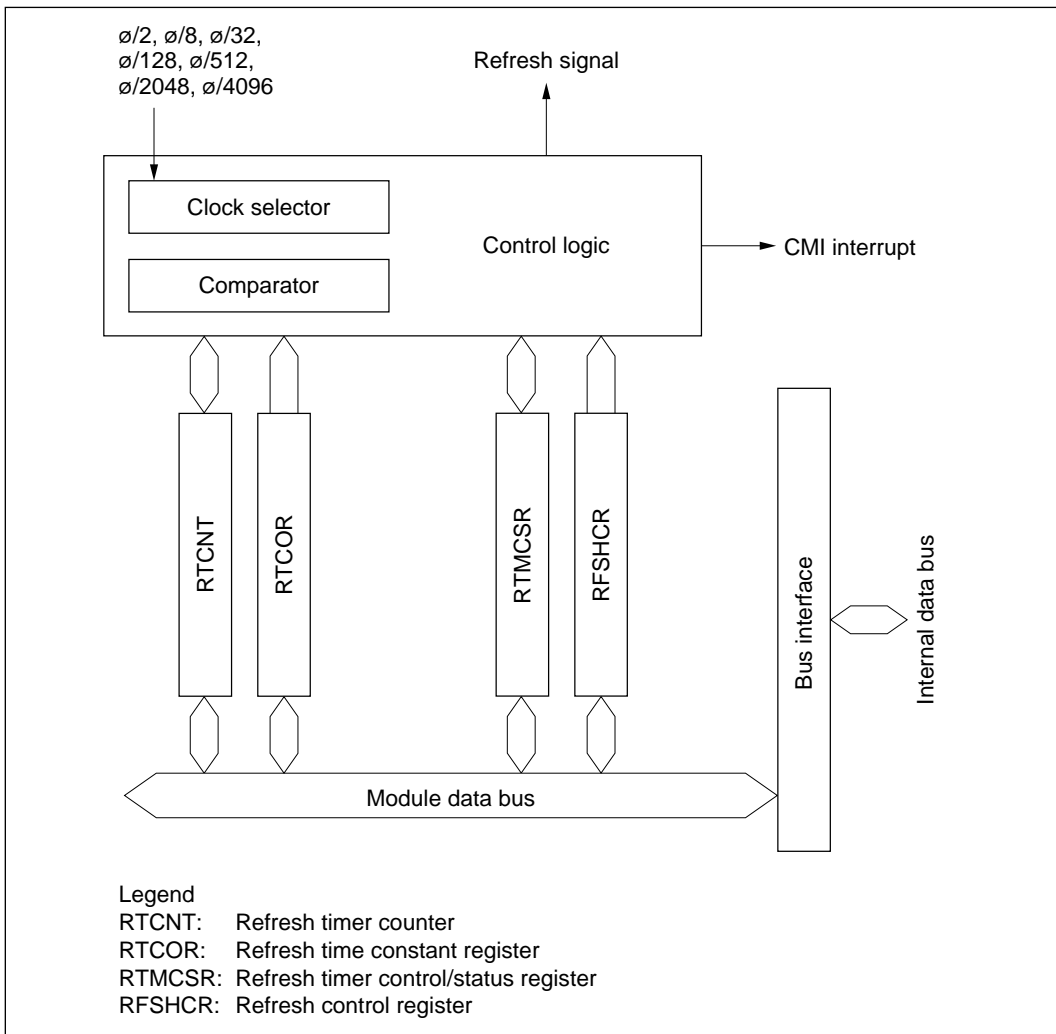 ø/2, ø/8, ø/32,
ø/128, ø/512,
ø/2048, ø/4096
Refresh signal
Clock selector
Control logic
CMI interrupt
Comparator
RTCNT
RTCOR
RTMCSR
RFSHCR
Bus interface
Internal data bus
Module data bus
Legend
RTCNT: Refresh timer counter
RTCOR: Refresh time constant register
RTMCSR: Refresh timer control/status register
RFSHCR: Refresh control register